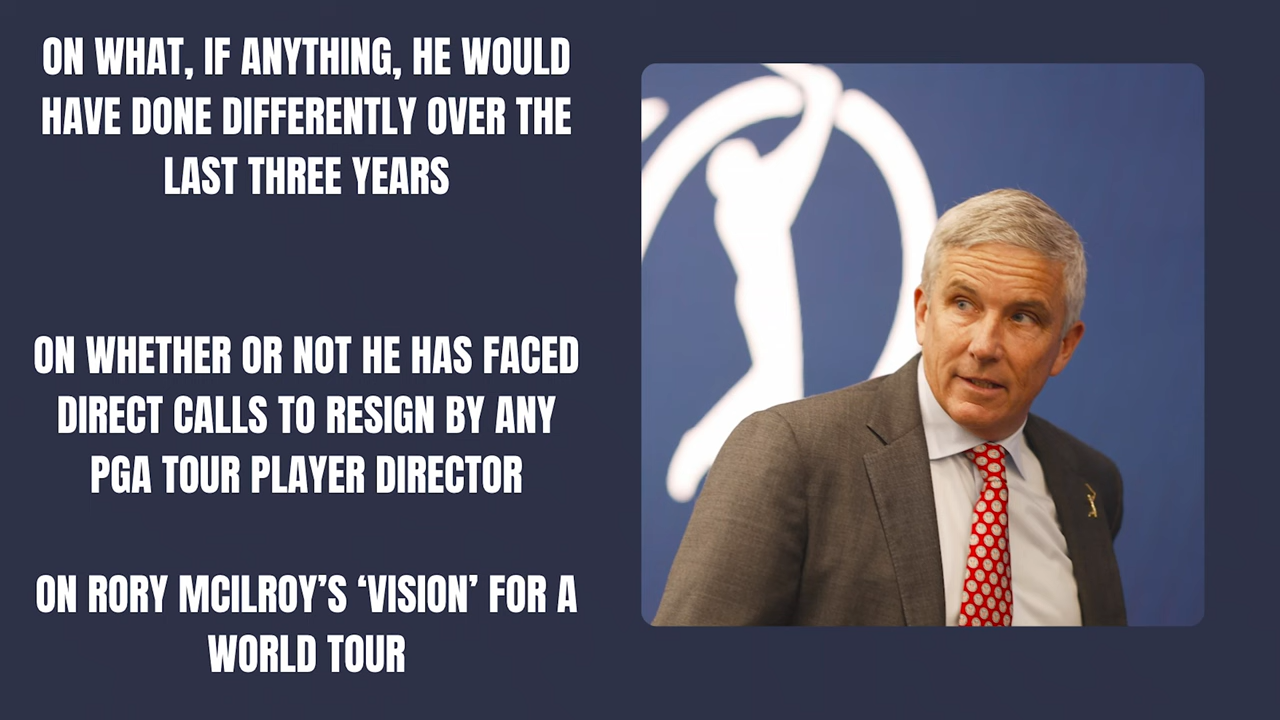 ON WHAT, IF ANYTHING, HE WOULD
HAVE DONE DIFFERENTLY OVER THE
LAST THREE YEARS
ON WHETHER OR NOT HE HAS FACED
DIRECT CALLS TO RESIGN BY ANY
PGA TOUR PLAYER DIRECTOR
ON RORY MCILROY’S ‘VISION’ FOR A
WORLD TOUR